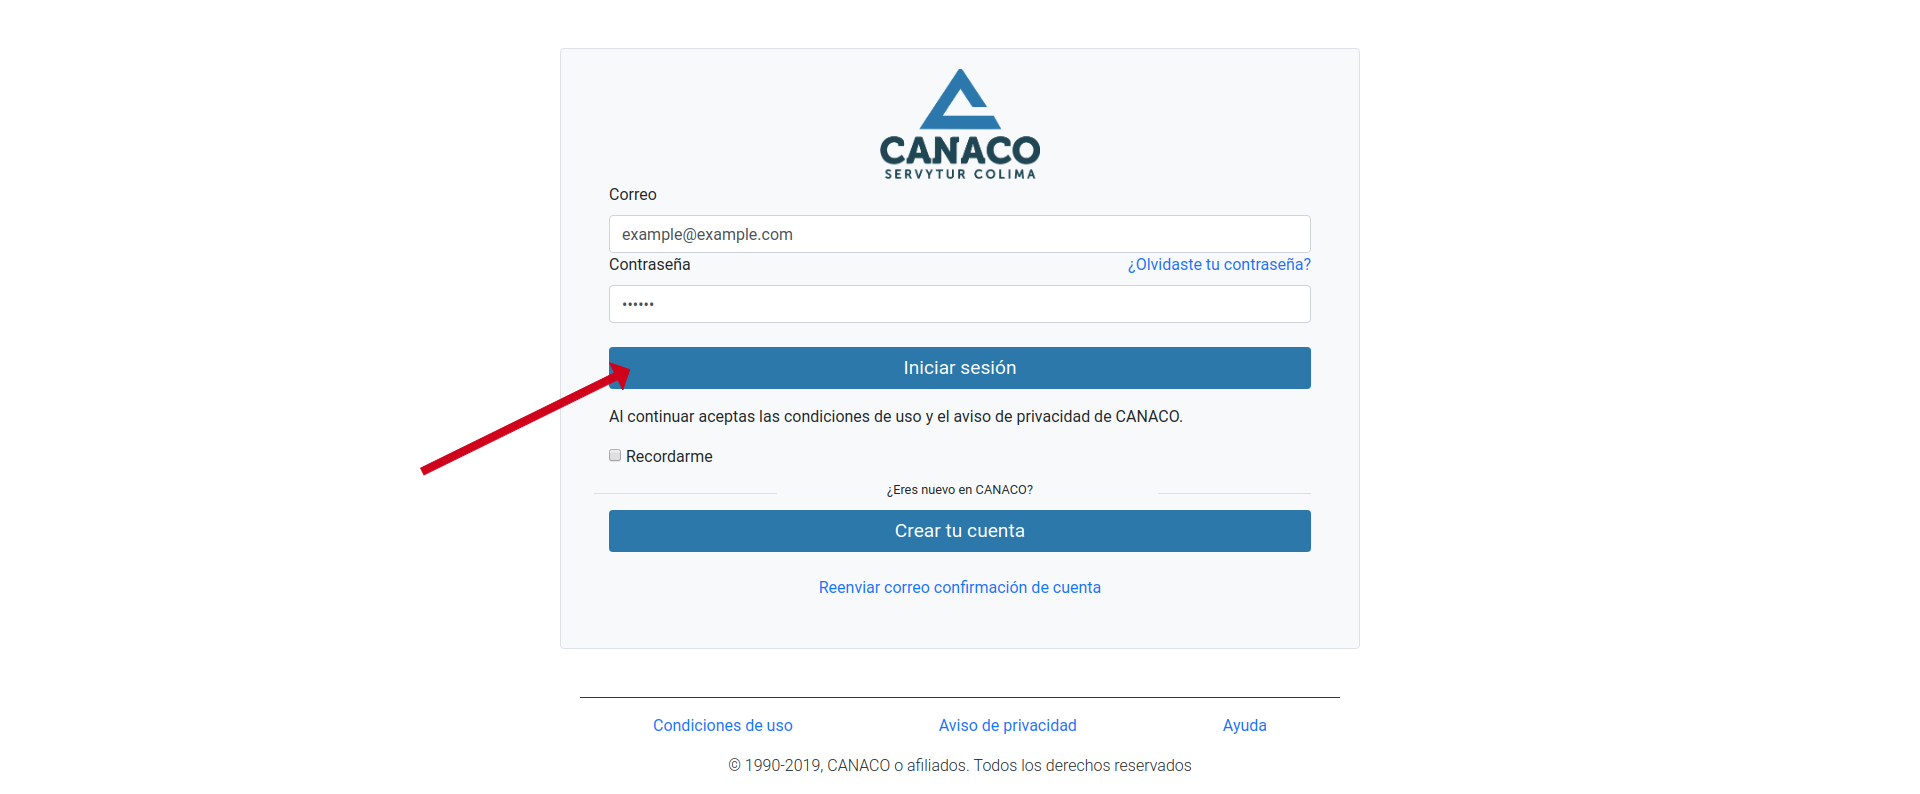 CANACO
SERVYTUR COLIMA
Correo
example@example.com
Contraseña ¿Olvidaste tu contraseña?
••••••
Iniciar sesión
Al continuar aceptas las condiciones de uso y el aviso de privacidad de CANACO.
Recordarme
¿Eres nuevo en CANACO?
Crear tu cuenta
Reenviar correo confirmación de cuenta
Condiciones de uso Aviso de privacidad Ayuda
© 1990-2019, CANACO o afiliados. Todos los derechos reservados